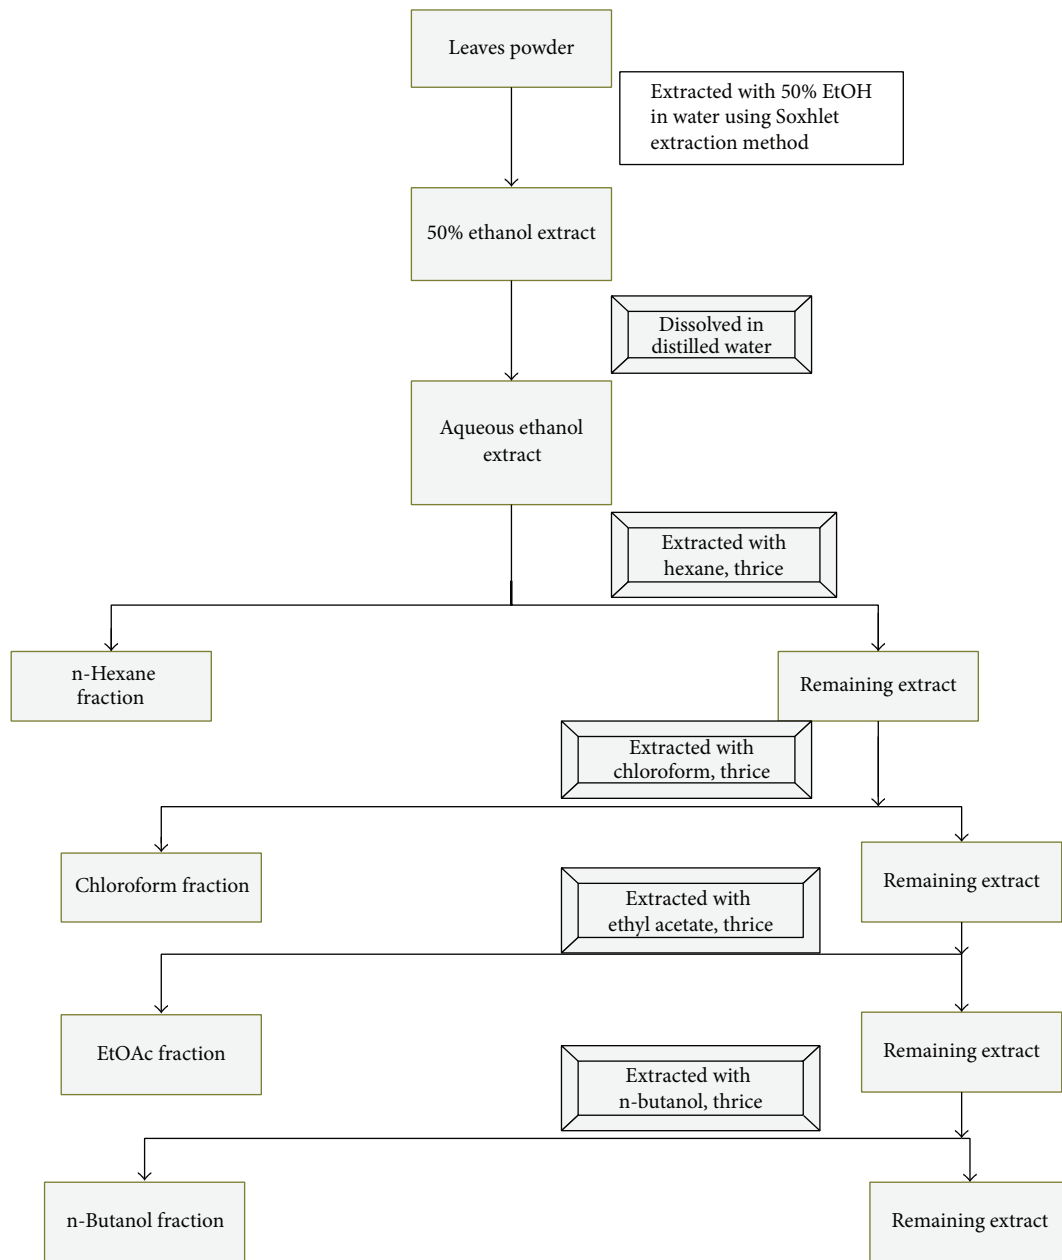 Leaves powder
Extracted with 50% EtOH
in water using Soxhlet
extraction method
50% ethanol extract
Dissolved in
distilled water
Aqueous ethanol
extract
Extracted with
hexane, thrice
n-Hexane
fraction
Remaining extract
Extracted with
chloroform, thrice
Chloroform fraction
Remaining extract
Extracted with
ethyl acetate, thrice
EtOAc fraction
Remaining extract
Extracted with
n-butanol, thrice
n-Butanol fraction
Remaining extract